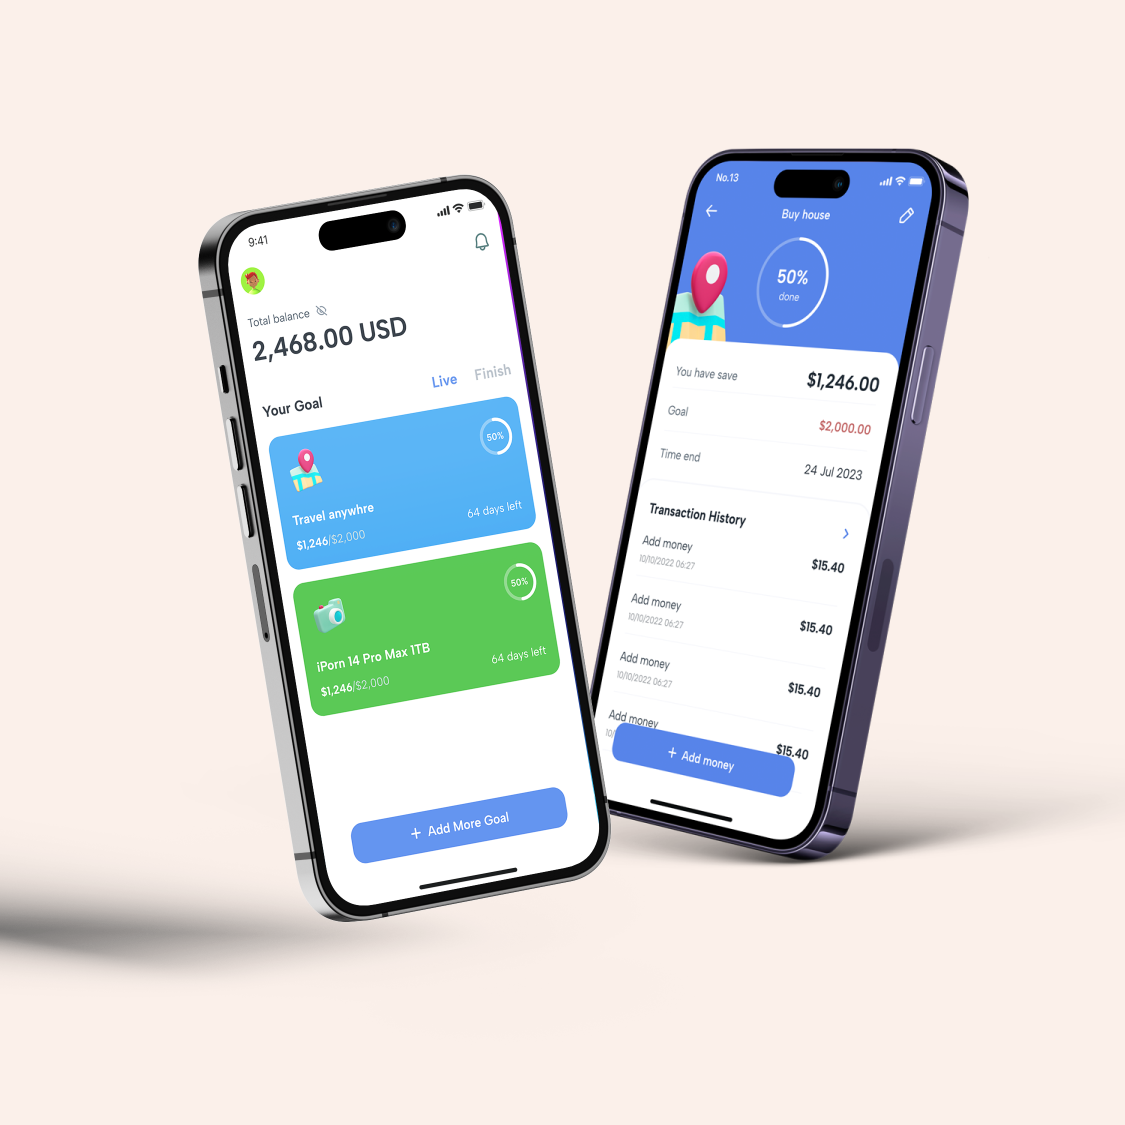 9:41
Total balance
2,468.00 USD
Your Goal
Live
Finish
50%
Travel anywhre
$1,246/$2,000
64 days left
50%
iPorn 14 Pro Max 1TB
$1,246/$2,000
64 days left
+ Add More Goal
No.13
Buy house
50%
done
You have save
$1,246.00
Goal
$2,000.00
Time end
24 Jul 2023
Transaction History
Add money
$15.40
10/10/2022 06:27
Add money
$15.40
10/10/2022 06:27
Add money
$15.40
10/10/2022 06:27
Add money
$15.40
+ Add money